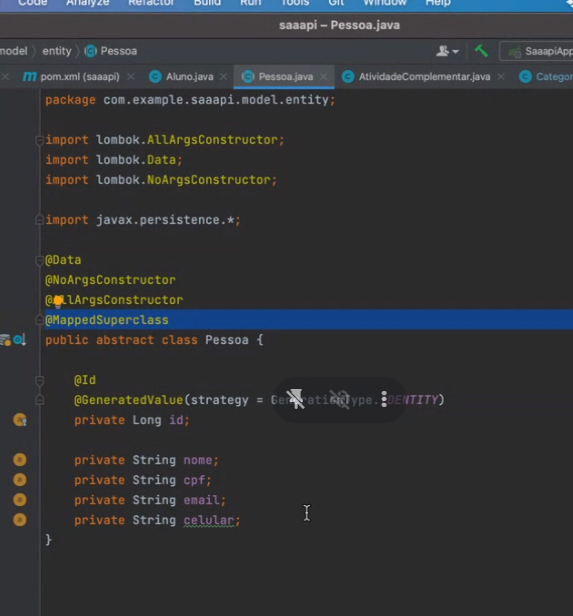 Code Analyze Refactor Build Run Tools Git Window Help
saaapi – Pessoa.java
model entity Pessoa SaaapiApp
pom.xml (saaapi) Aluno.java Pessoa.java AtividadeComplementar.java Categor
package com.example.saaapi.model.entity;
import lombok.AllArgsConstructor;
import lombok.Data;
import lombok.NoArgsConstructor;
import javax.persistence.*;
@Data
@NoArgsConstructor
@AllArgsConstructor
@MappedSuperclass
public abstract class Pessoa {
@Id
@GeneratedValue(strategy = GenerationType.IDENTITY)
private Long id;
private String nome;
private String cpf;
private String email;
private String celular;
}